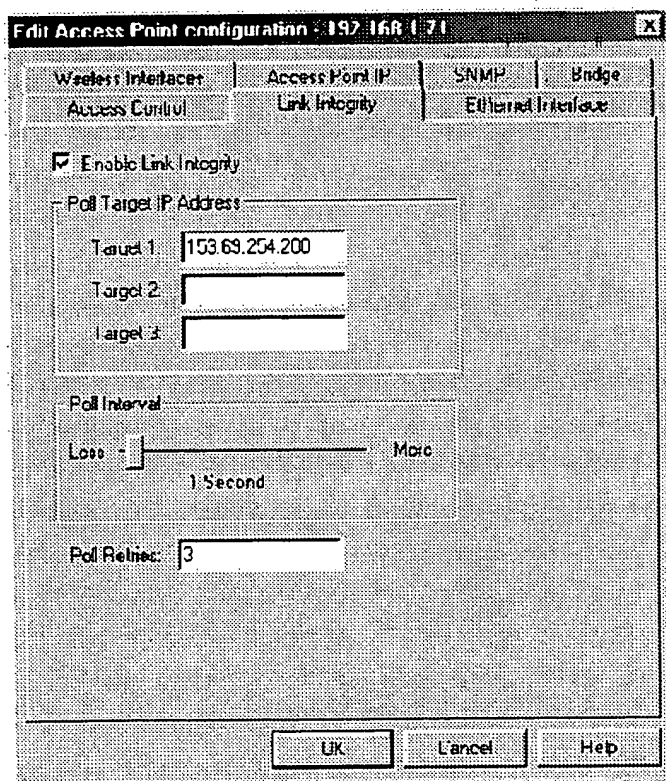 Edit Access Point configuration - 192.168.1.71
Wireless Interfaces Access Point IP SNMP Bridge
Access Control Link Integrity Ethernet Interface
Enable Link Integrity
Poll Target IP Address
Target 1: 153.69.254.200
Target 2:
Target 3:
Poll Interval
Less More
1 Second
Poll Retries: 3
OK Cancel Help